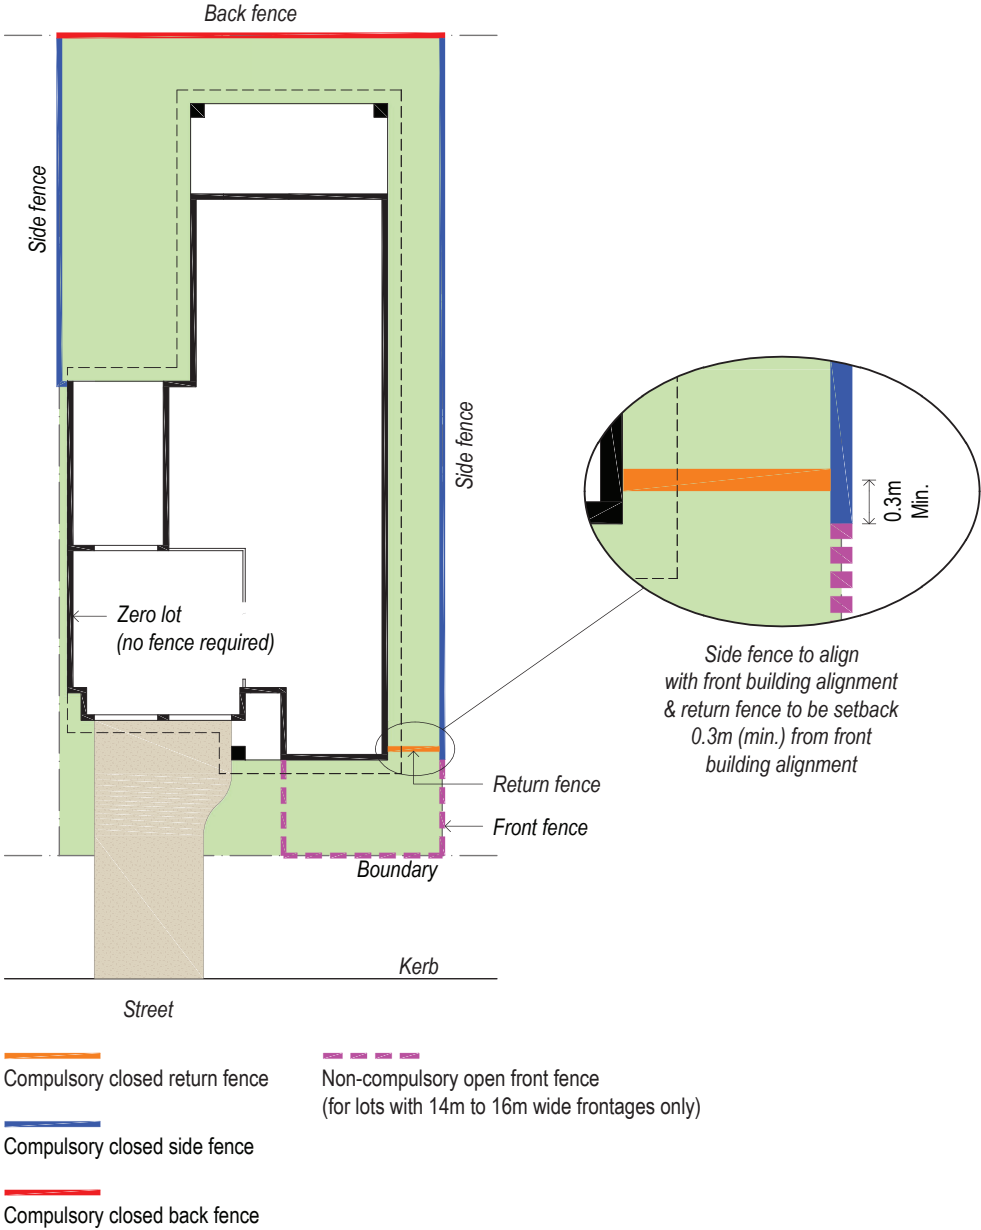 Back fence
Side fence
Side fence
Zero lot
(no fence required)
0.3m
Min.
Side fence to align
with front building alignment
& return fence to be setback
0.3m (min.) from front
building alignment
Return fence
Front fence
Boundary
Kerb
Street
Compulsory closed return fence
Non-compulsory open front fence
(for lots with 14m to 16m wide frontages only)
Compulsory closed side fence
Compulsory closed back fence